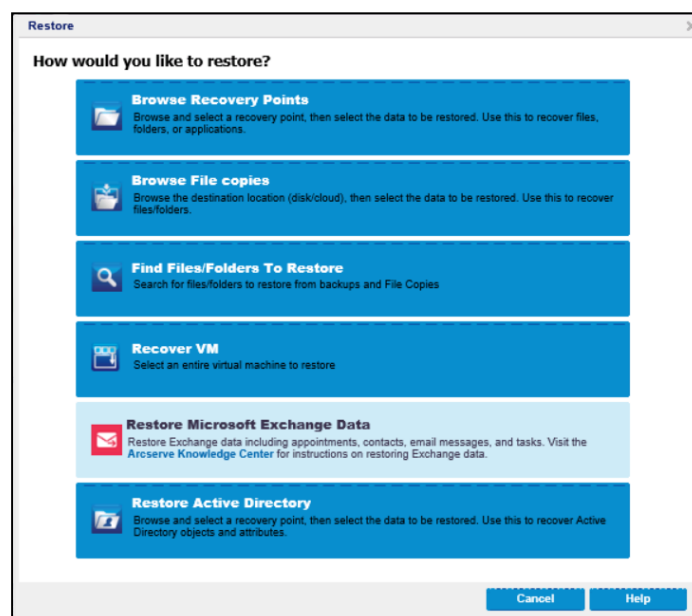 Restore
How would you like to restore?
Browse Recovery Points
Browse and select a recovery point, then select the data to be restored. Use this to recover files,
folders, or applications.
Browse File copies
Browse the destination location (disk/cloud), then select the data to be restored. Use this to recover
files/folders.
Find Files/Folders To Restore
Search for files/folders to restore from backups and File Copies
Recover VM
Select an entire virtual machine to restore
Restore Microsoft Exchange Data
Restore Exchange data including appointments, contacts, email messages, and tasks. Visit the
Arcserve Knowledge Center for instructions on restoring Exchange data.
Restore Active Directory
Browse and select a recovery point, then select the data to be restored. Use this to recover Active
Directory objects and attributes.
Cancel Help